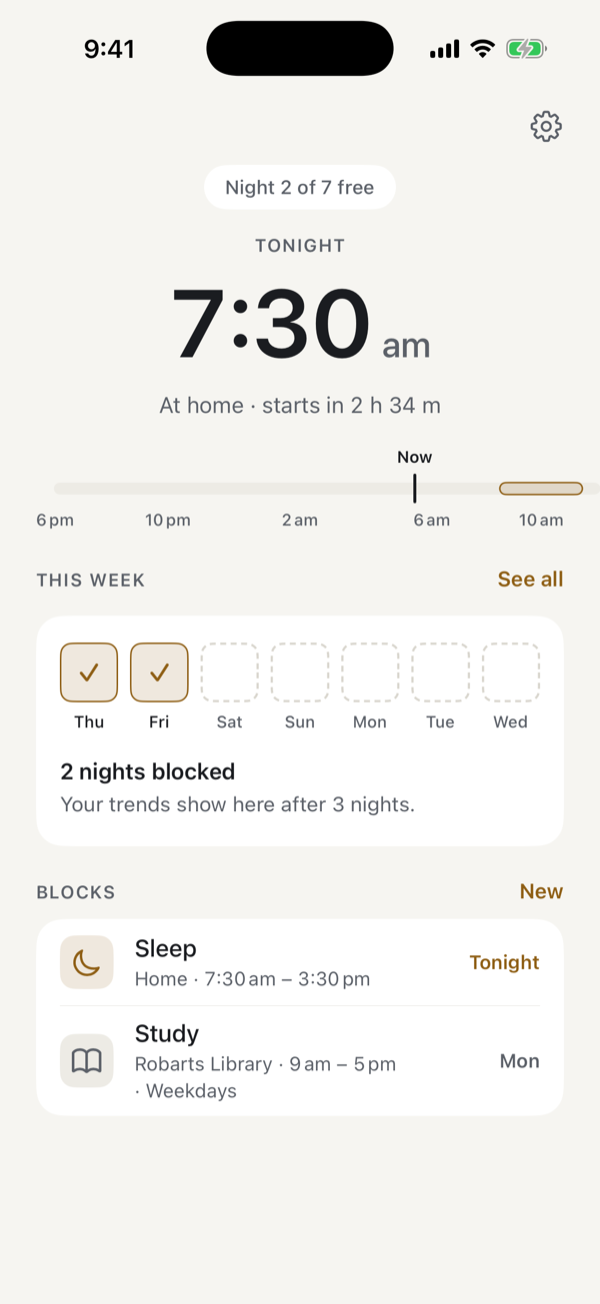 9:41
Night 2 of 7 free
TONIGHT
7:30 am
At home · starts in 2 h 34 m
Now
6 pm 10 pm 2 am 6 am 10 am
THIS WEEK See all
Thu Fri Sat Sun Mon Tue Wed
2 nights blocked
Your trends show here after 3 nights.
BLOCKS New
Sleep
Home · 7:30 am – 3:30 pm
Tonight
Study
Robarts Library · 9 am – 5 pm
· Weekdays
Mon